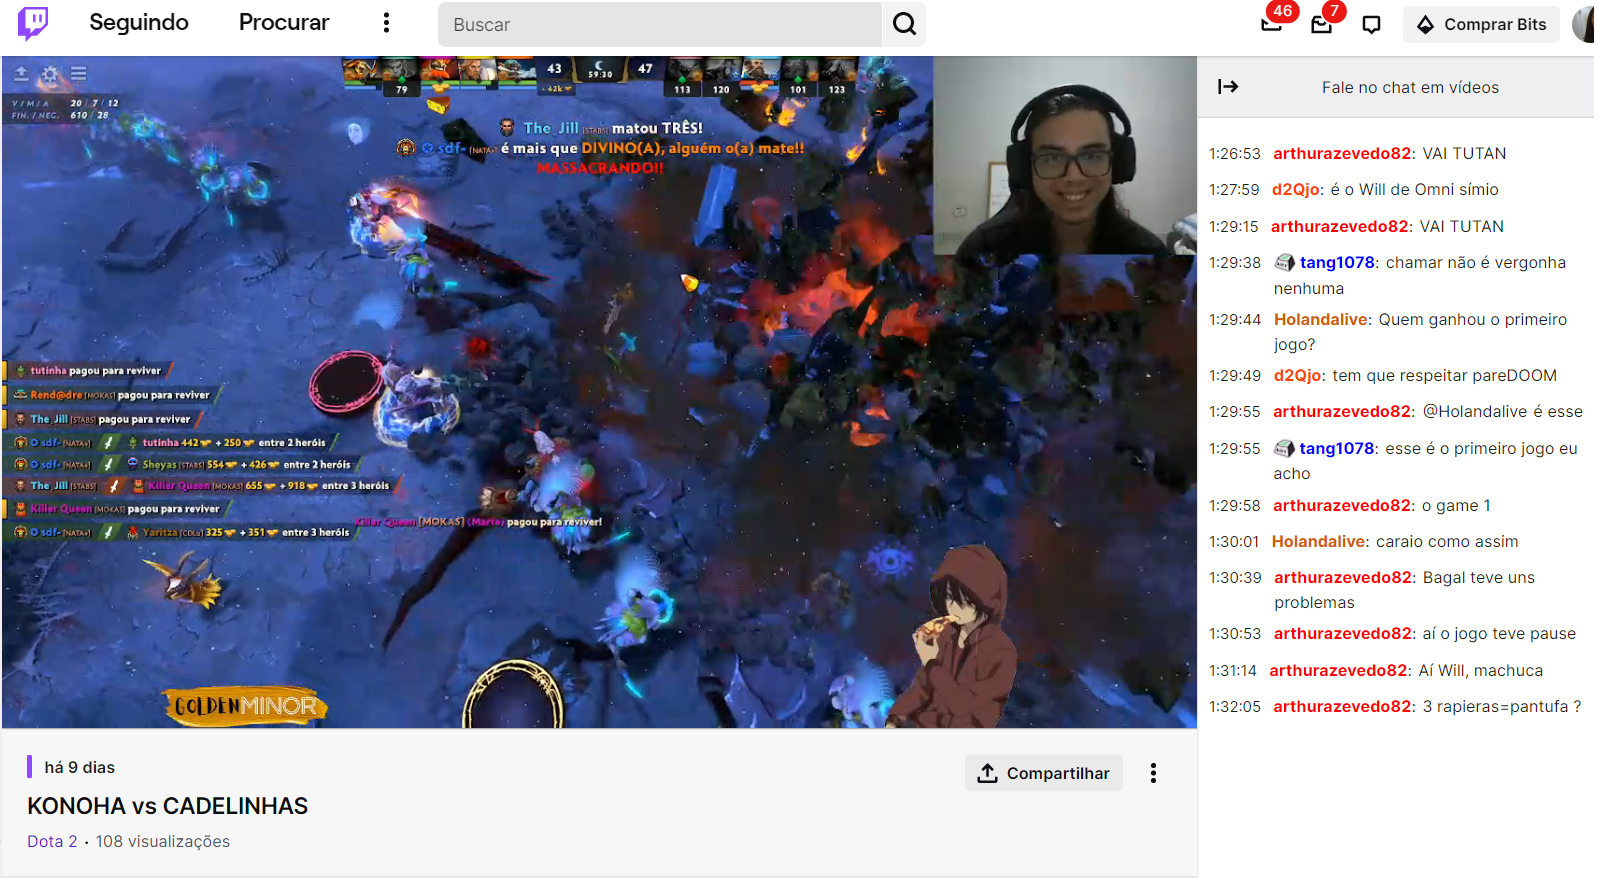 Seguindo
Procurar
Buscar
46
7
Comprar Bits
V / M / A 20 / 7 / 12
FIN. / NEG. 610 / 28
43
59:30
47
79
+42k
113
120
101
123
The_Jill [STABS] matou TRÊS!
sdf- [NATA+] é mais que DIVINO(A), alguém o(a) mate!!
MASSACRANDO!!
tutinha pagou para reviver
Rend@dre [MOKAS] pagou para reviver
The_Jill [STABS] pagou para reviver
O sdf- [NATA+] tutinha 442 + 250 entre 2 heróis
O sdf- [NATA+] Sheyas [STABS] 554 + 426 entre 2 heróis
The_Jill [STABS] Killer Queen [MOKAS] 655 + 918 entre 3 heróis
Killer Queen [MOKAS] pagou para reviver
O sdf- [NATA+] Yaritza [CDLu] 325 + 351 entre 3 heróis
Killer Queen [MOKAS] (Marte) pagou para reviver!
GOLDENMINOR
há 9 dias
Compartilhar
KONOHA vs CADELINHAS
Dota 2 • 108 visualizações
Fale no chat em vídeos
1:26:53 arthurazevedo82: VAI TUTAN
1:27:59 d2Qjo: é o Will de Omni símio
1:29:15 arthurazevedo82: VAI TUTAN
1:29:38 tang1078: chamar não é vergonha
nenhuma
1:29:44 Holandalive: Quem ganhou o primeiro
jogo?
1:29:49 d2Qjo: tem que respeitar pareDOOM
1:29:55 arthurazevedo82: @Holandalive é esse
1:29:55 tang1078: esse é o primeiro jogo eu
acho
1:29:58 arthurazevedo82: o game 1
1:30:01 Holandalive: caraio como assim
1:30:39 arthurazevedo82: Bagal teve uns
problemas
1:30:53 arthurazevedo82: aí o jogo teve pause
1:31:14 arthurazevedo82: Aí Will, machuca
1:32:05 arthurazevedo82: 3 rapieras=pantufa ?